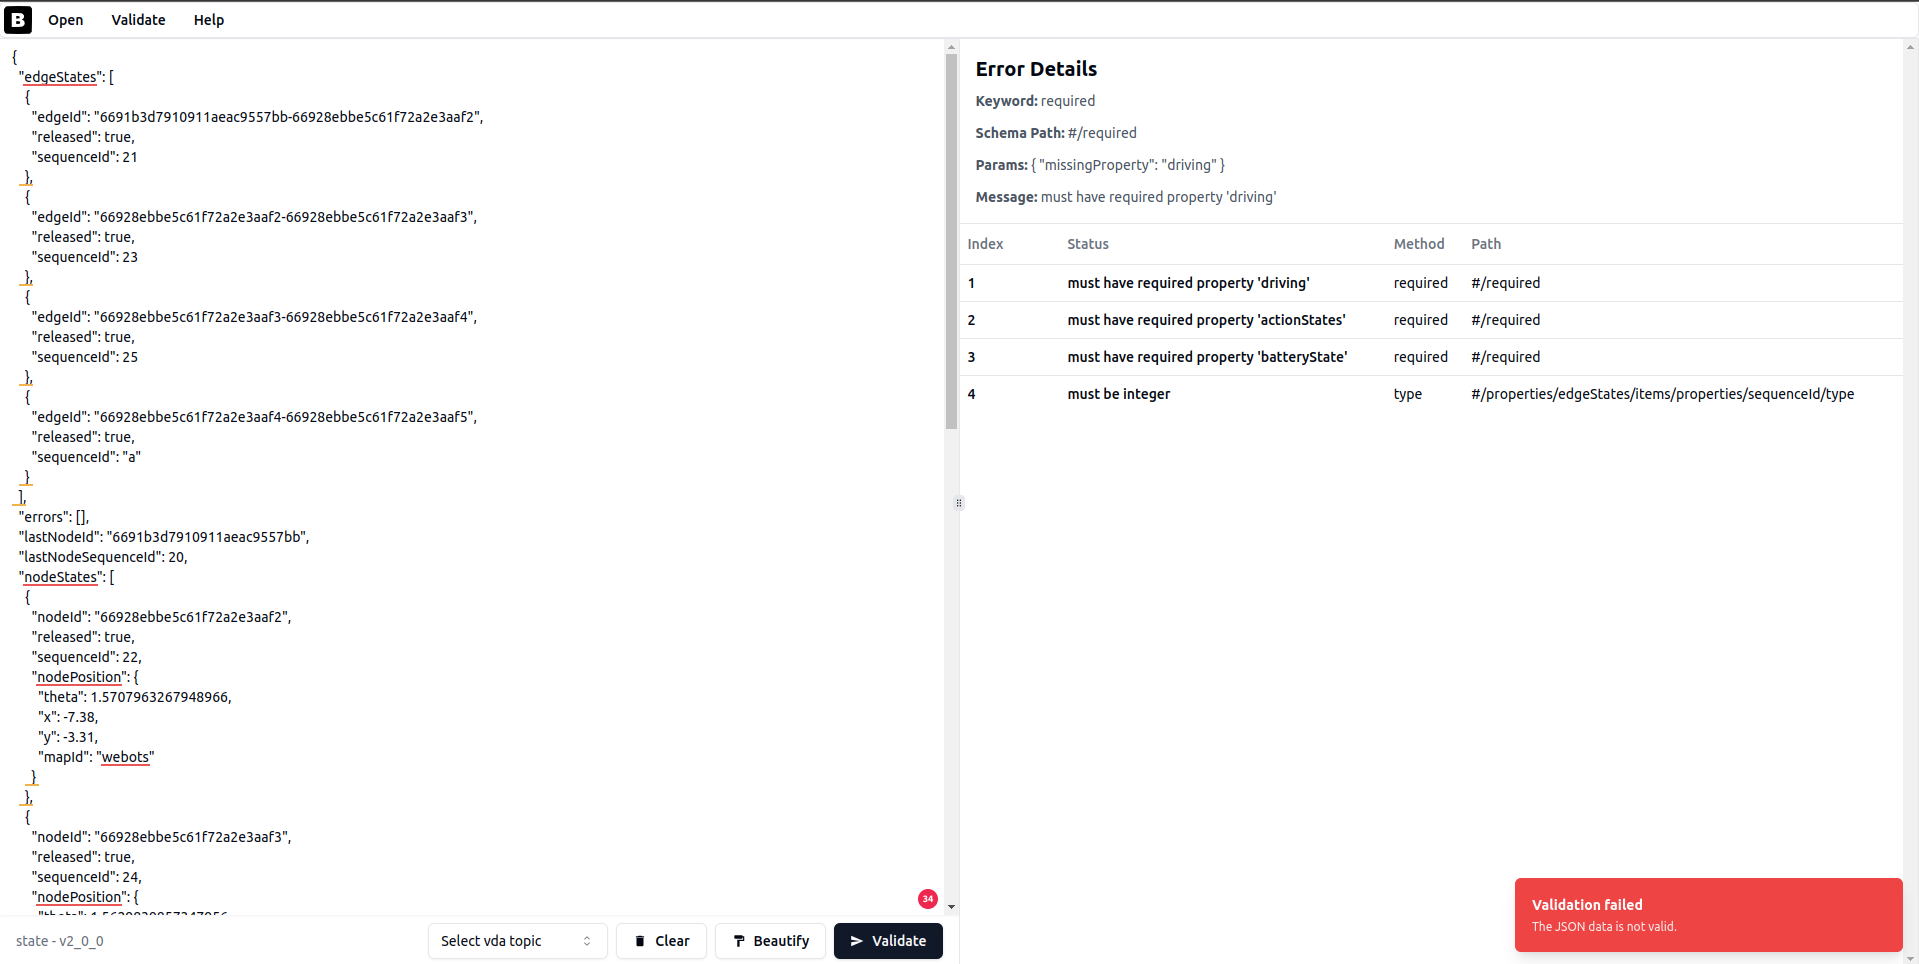 B Open Validate Help
{
"edgeStates": [
{
"edgeId": "6691b3d7910911aeac9557bb-66928ebbe5c61f72a2e3aaf2",
"released": true,
"sequenceId": 21
},
{
"edgeId": "66928ebbe5c61f72a2e3aaf2-66928ebbe5c61f72a2e3aaf3",
"released": true,
"sequenceId": 23
},
{
"edgeId": "66928ebbe5c61f72a2e3aaf3-66928ebbe5c61f72a2e3aaf4",
"released": true,
"sequenceId": 25
},
{
"edgeId": "66928ebbe5c61f72a2e3aaf4-66928ebbe5c61f72a2e3aaf5",
"released": true,
"sequenceId": "a"
}
],
"errors": [],
"lastNodeId": "6691b3d7910911aeac9557bb",
"lastNodeSequenceId": 20,
"nodeStates": [
{
"nodeId": "66928ebbe5c61f72a2e3aaf2",
"released": true,
"sequenceId": 22,
"nodePosition": {
"theta": 1.5707963267948966,
"x": -7.38,
"y": -3.31,
"mapId": "webots"
}
},
{
"nodeId": "66928ebbe5c61f72a2e3aaf3",
"released": true,
"sequenceId": 24,
"nodePosition": {
34
state - v2_0_0
Select vda topic
Clear
Beautify
Validate
Error Details
Keyword: required
Schema Path: #/required
Params: { "missingProperty": "driving" }
Message: must have required property 'driving'
Index Status Method Path
1 must have required property 'driving' required #/required
2 must have required property 'actionStates' required #/required
3 must have required property 'batteryState' required #/required
4 must be integer type #/properties/edgeStates/items/properties/sequenceId/type
Validation failed
The JSON data is not valid.